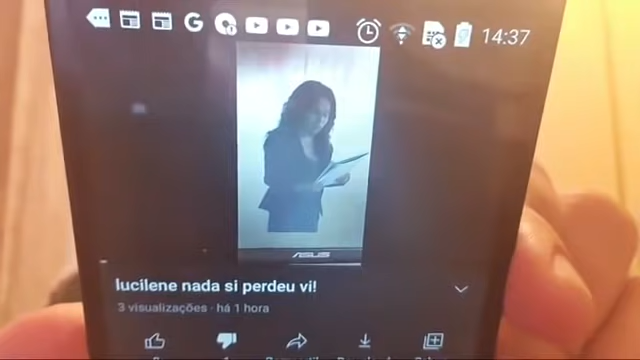 14:37
ASUS
lucilene nada si perdeu vi!
3 visualizações · há 1 hora